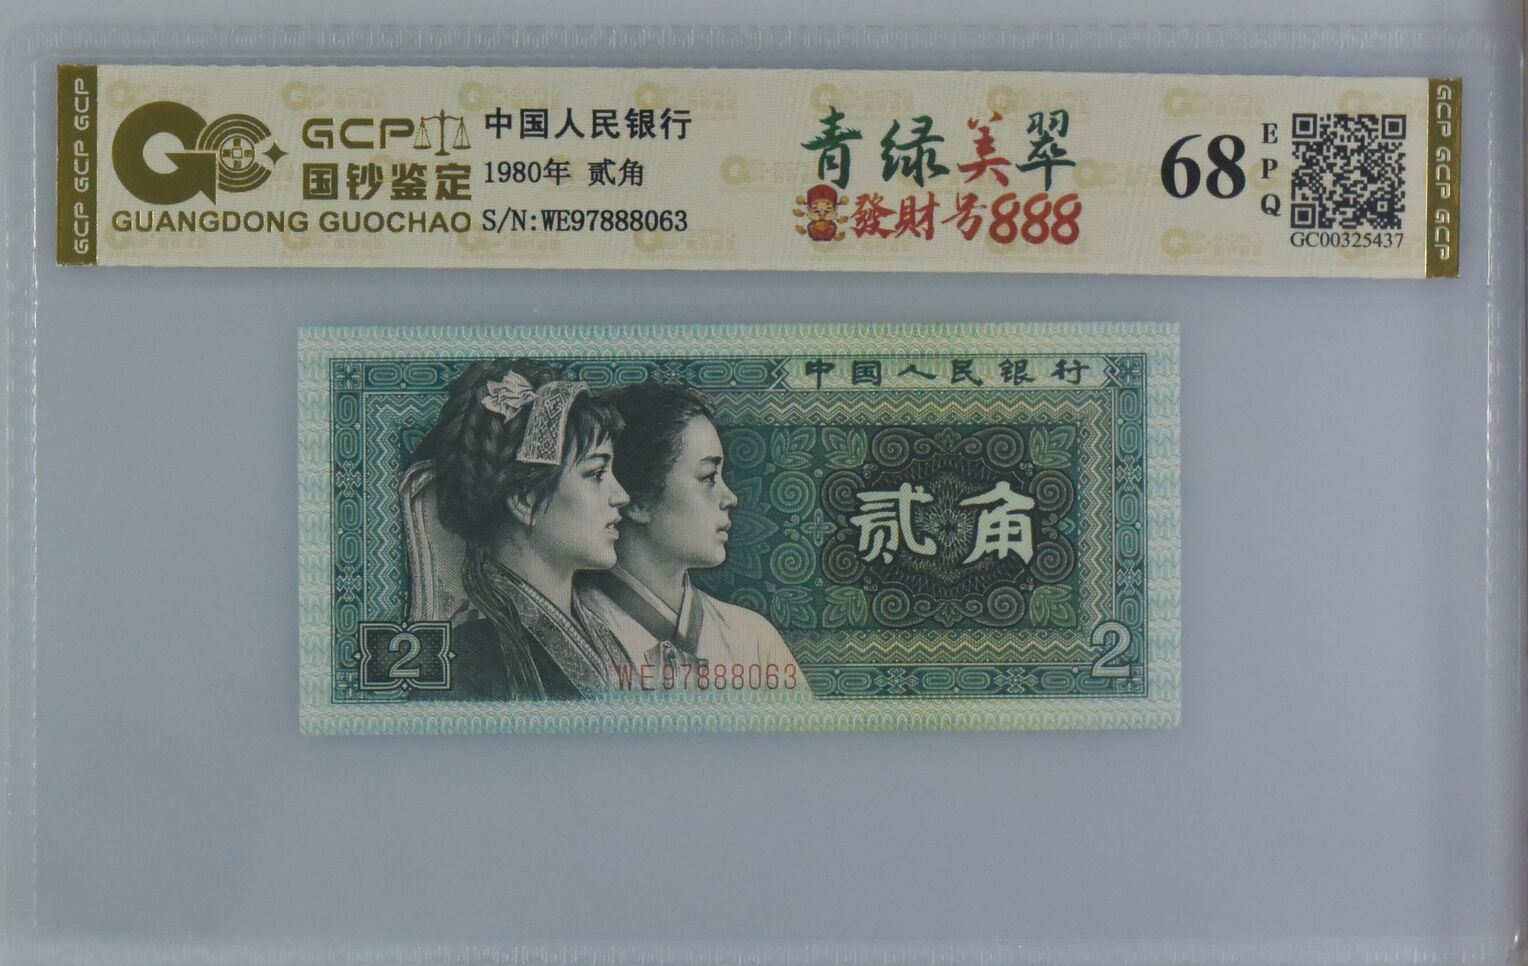 GCP GCP GCP
GC GCP
国钞鉴定
GUANGDONG GUOCHAO
中国人民银行
1980年 贰角
S/N:WE97888063
青绿美翠
發財号888
68
EPQ
GC00325437
GCP GCP GCP
中国人民银行
贰角
2
2
WE97888063